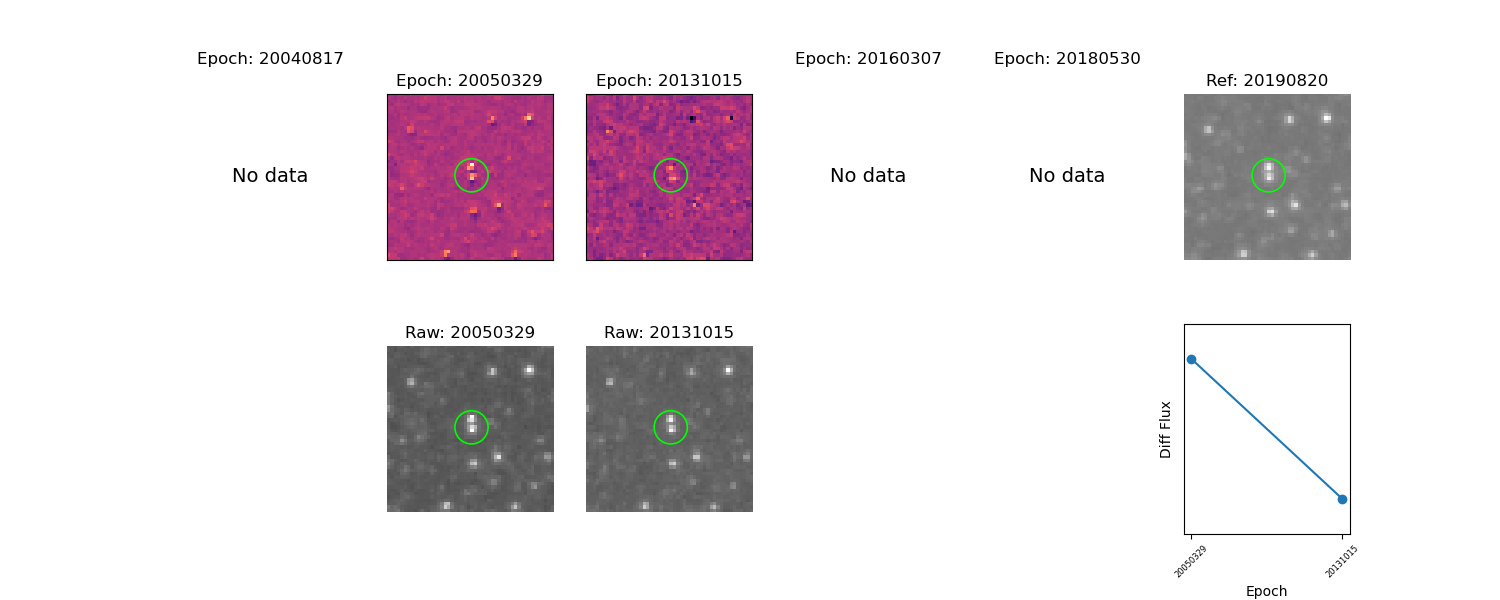 Epoch: 20040817
Epoch: 20050329
Epoch: 20131015
Epoch: 20160307
Epoch: 20180530
Ref: 20190820
No data
No data
No data
Raw: 20050329
Raw: 20131015
Diff Flux
20050329
20131015
Epoch